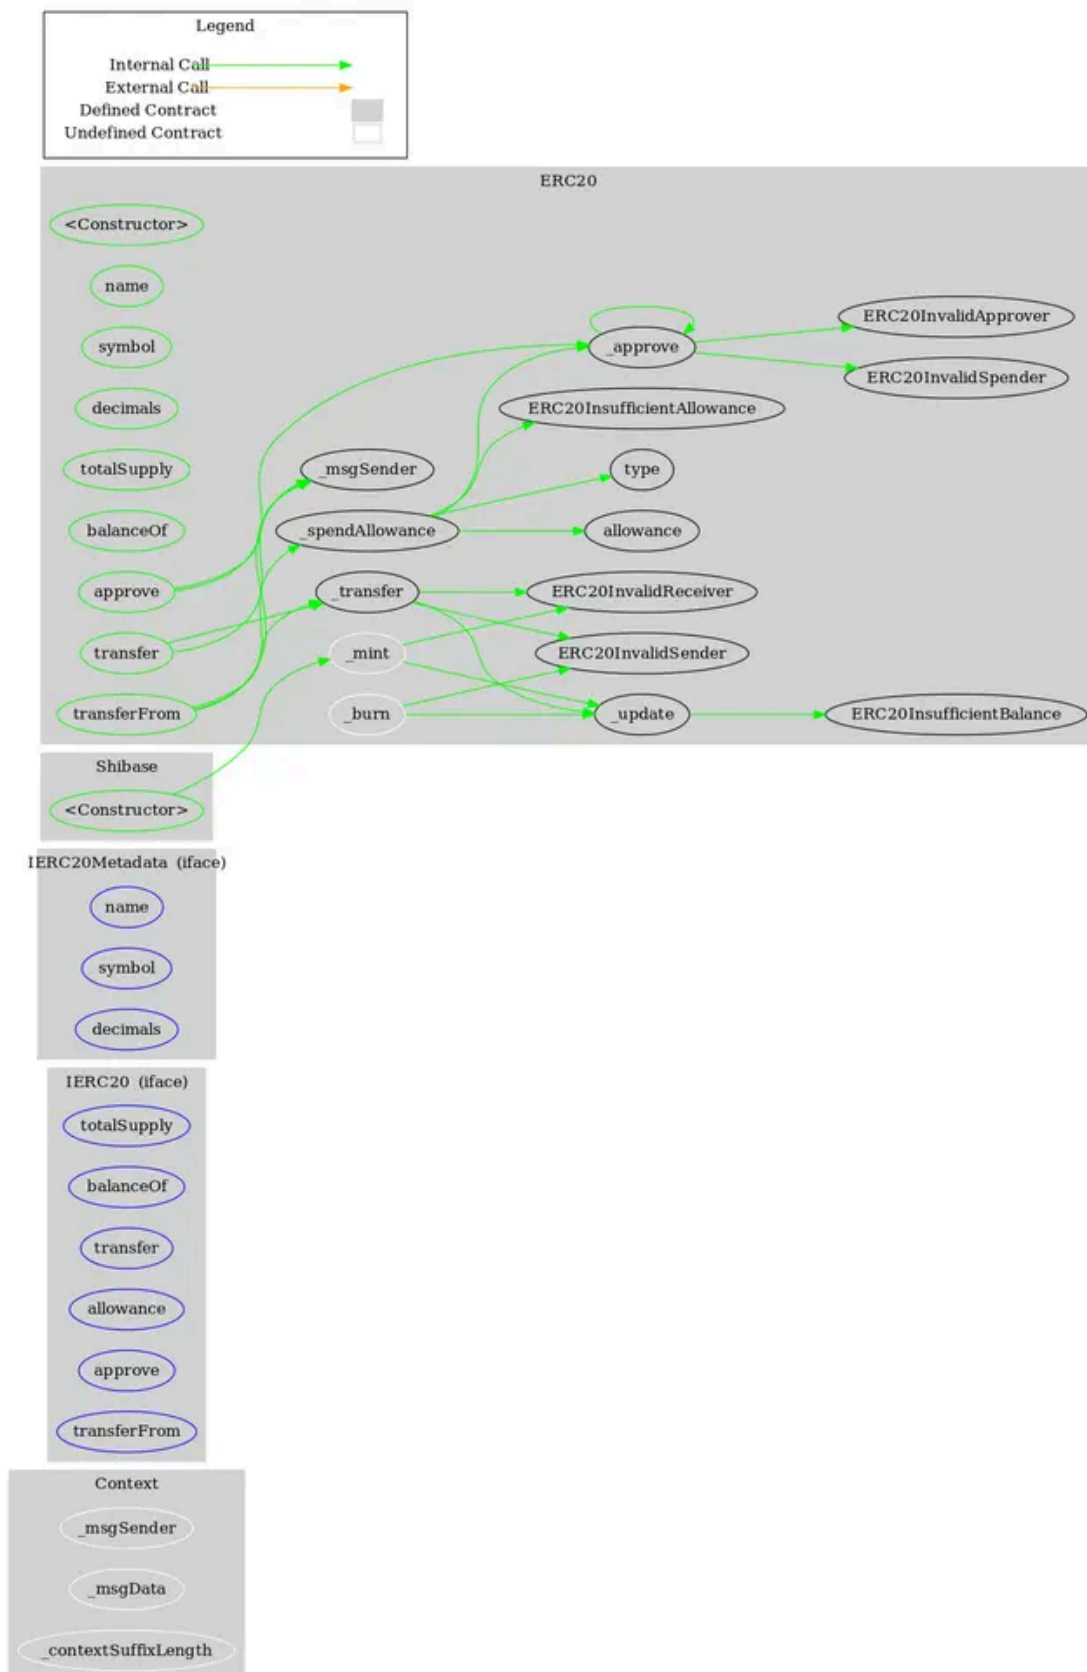 Legend
Internal Call
External Call
Defined Contract
Undefined Contract
ERC20
<Constructor>
name
symbol
decimals
totalSupply
balanceOf
approve
transfer
transferFrom
_msgSender
_spendAllowance
_transfer
_mint
_burn
_approve
ERC20InsufficientAllowance
type
allowance
ERC20InvalidReceiver
ERC20InvalidSender
_update
ERC20InvalidApprover
ERC20InvalidSpender
ERC20InsufficientBalance
Shibase
<Constructor>
IERC20Metadata (iface)
name
symbol
decimals
IERC20 (iface)
totalSupply
balanceOf
transfer
allowance
approve
transferFrom
Context
_msgSender
_msgData
_contextSuffixLength